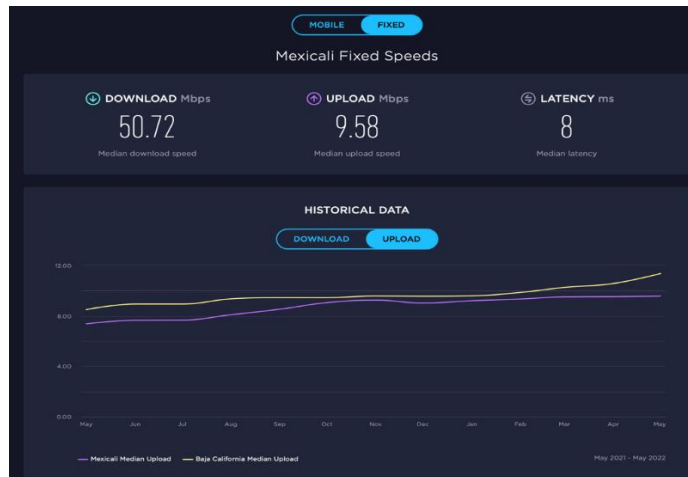 MOBILE FIXED
Mexicali Fixed Speeds
DOWNLOAD Mbps
50.72
Median download speed
UPLOAD Mbps
9.58
Median upload speed
LATENCY ms
8
Median latency
HISTORICAL DATA
DOWNLOAD UPLOAD
12.00
8.00
4.00
0.00
May Jun Jul Aug Sep Oct Nov Dec Jan Feb Mar Apr May
Mexicali Median Upload Baja California Median Upload May 2021 - May 2022